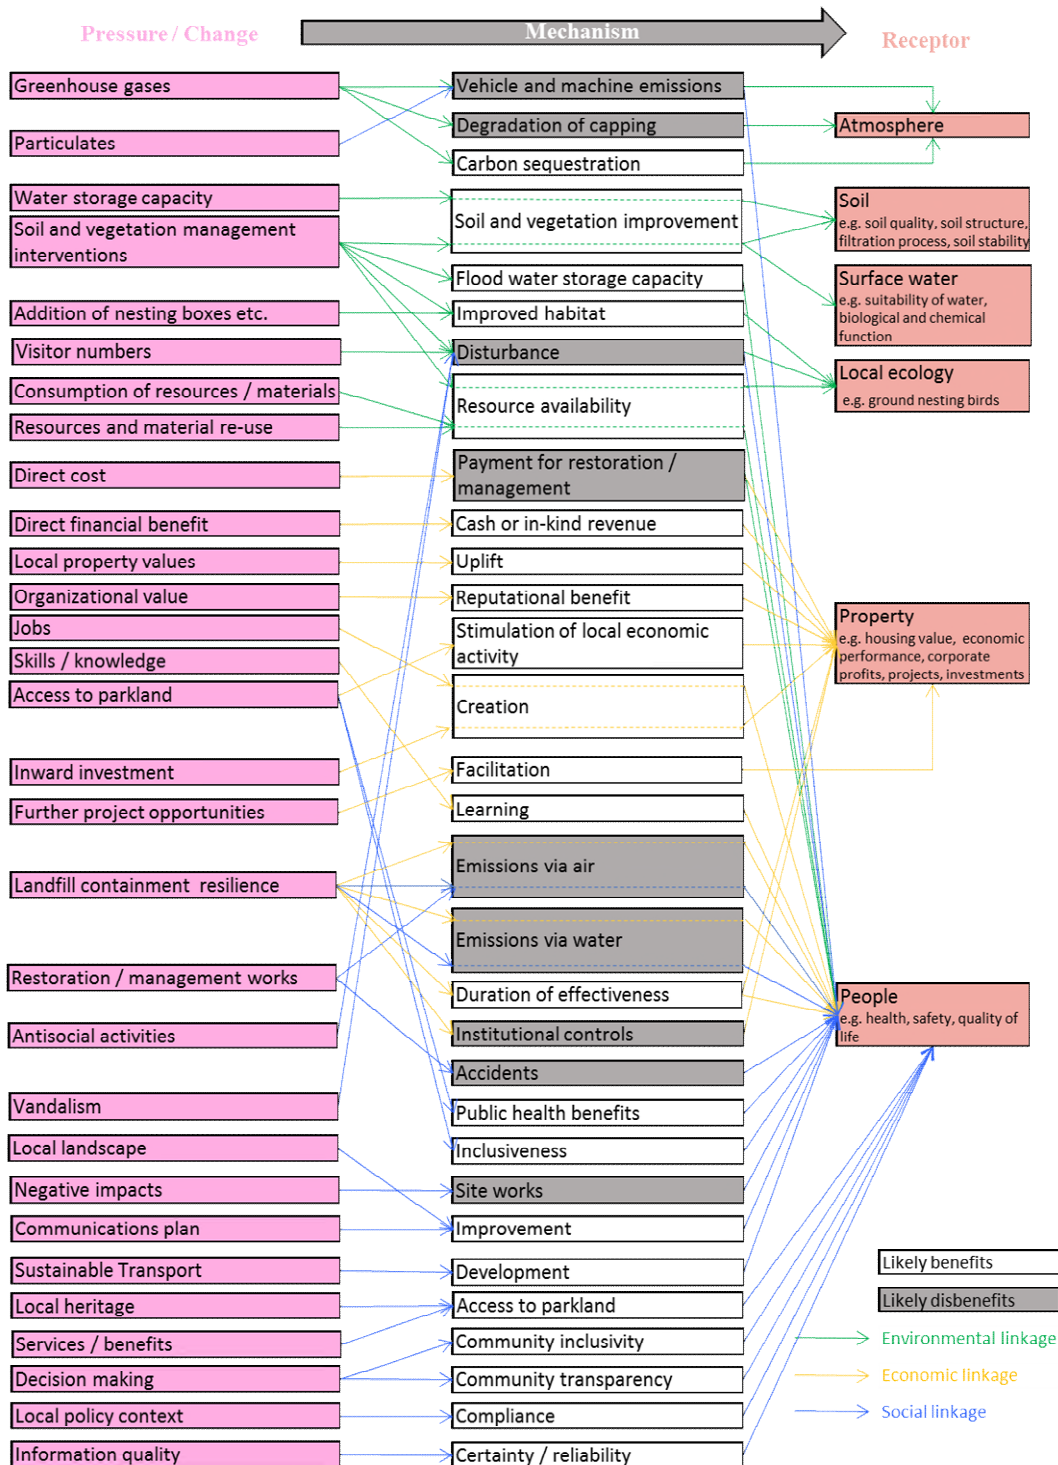 Pressure / Change
Mechanism
Receptor
Greenhouse gases
Particulates
Water storage capacity
Soil and vegetation management
interventions
Addition of nesting boxes etc.
Visitor numbers
Consumption of resources / materials
Resources and material re-use
Direct cost
Direct financial benefit
Local property values
Organizational value
Jobs
Skills / knowledge
Access to parkland
Inward investment
Further project opportunities
Landfill containment resilience
Restoration / management works
Antisocial activities
Vandalism
Local landscape
Negative impacts
Communications plan
Sustainable Transport
Local heritage
Services / benefits
Decision making
Local policy context
Information quality
Vehicle and machine emissions
Degradation of capping
Carbon sequestration
Soil and vegetation improvement
Flood water storage capacity
Improved habitat
Disturbance
Resource availability
Payment for restoration /
management
Cash or in-kind revenue
Uplift
Reputational benefit
Stimulation of local economic
activity
Creation
Facilitation
Learning
Emissions via air
Emissions via water
Duration of effectiveness
Institutional controls
Accidents
Public health benefits
Inclusiveness
Site works
Improvement
Development
Access to parkland
Community inclusivity
Community transparency
Compliance
Certainty / reliability
Atmosphere
Soil
e.g. soil quality, soil structure,
filtration process, soil stability
Surface water
e.g. suitability of water,
biological and chemical
function
Local ecology
e.g. ground nesting birds
Property
e.g. housing value, economic
performance, corporate
profits, projects, investments
People
e.g. health, safety, quality of
life
Likely benefits
Likely disbenefits
Environmental linkage
Economic linkage
Social linkage